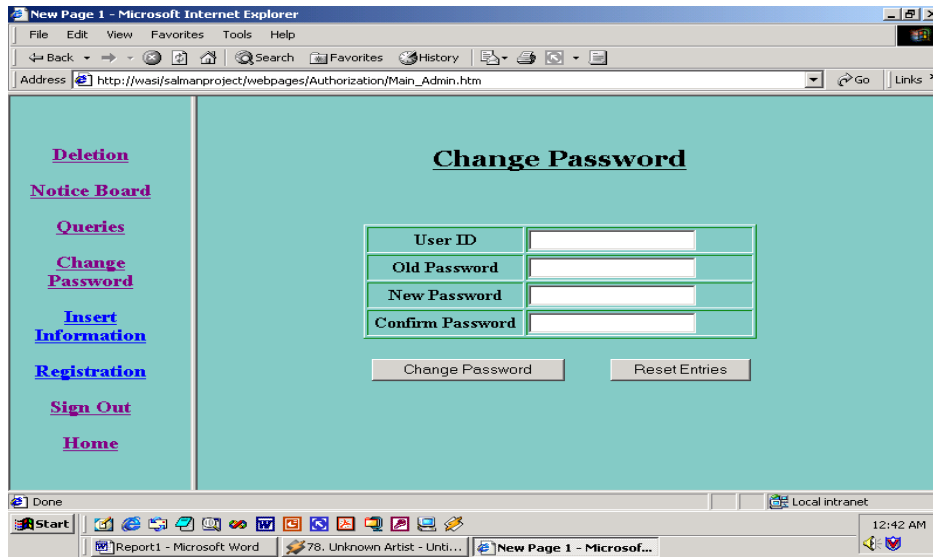 New Page 1 - Microsoft Internet Explorer
File Edit View Favorites Tools Help
Back Search Favorites History
Address http://wasi/salmanproject/webpages/Authorization/Main_Admin.htm Go Links
Deletion
Notice Board
Queries
Change
Password
Insert
Information
Registration
Sign Out
Home
Change Password
User ID
Old Password
New Password
Confirm Password
Change Password Reset Entries
Done Local intranet
Start 12:42 AM
Report1 - Microsoft Word 78. Unknown Artist - Unti... New Page 1 - Microsof...